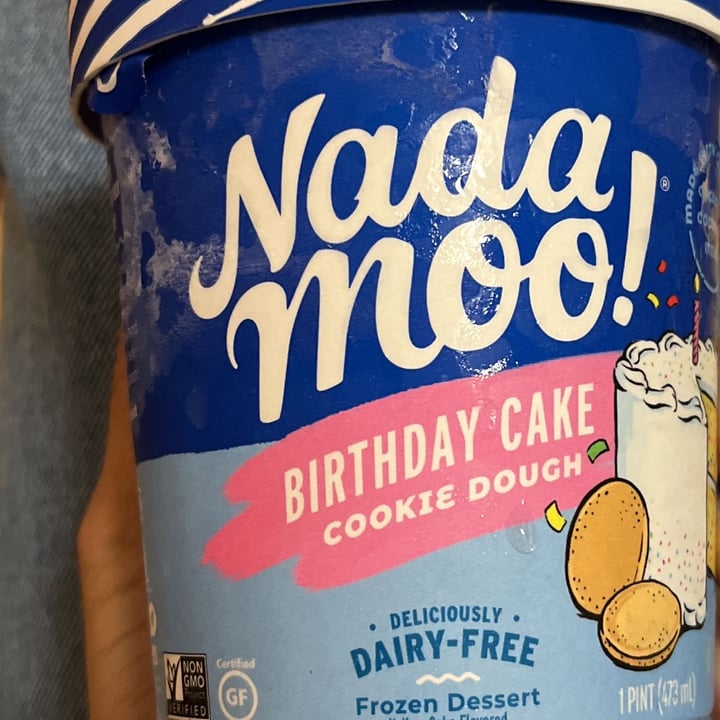 Nada
moo!®
BIRTHDAY CAKE
COOKIE DOUGH
• DELICIOUSLY •
DAIRY-FREE
Frozen Dessert
Flavored
1 PINT (473 mL)
NON
GMO
Project
VERIFIED
Certified
GF